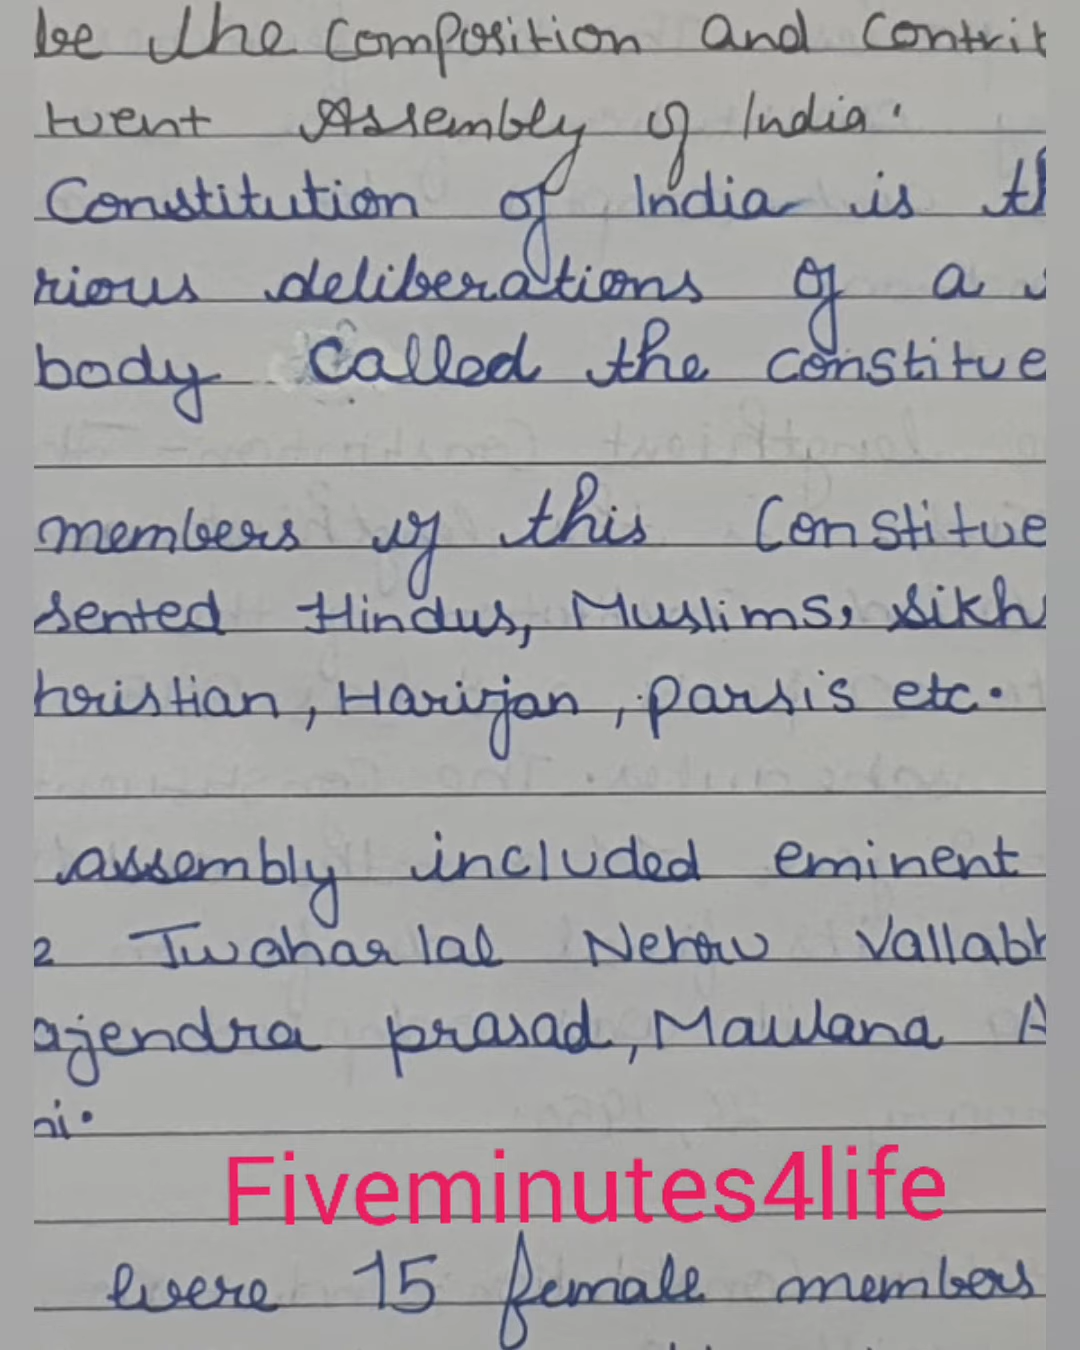 be the Composition and Contrib
tuent Assembly of India.
Constitution of India is th
rious deliberations of a
body called the constitue
members of this Constitue
sented Hindus, Muslims, Sikh
hristian, Harijan, parsis etc.
assembly included eminent
Jwaharlal Nehru Vallabh
ajendra prasad, Maulana A
ni.
Fiveminutes4life
were 15 female members